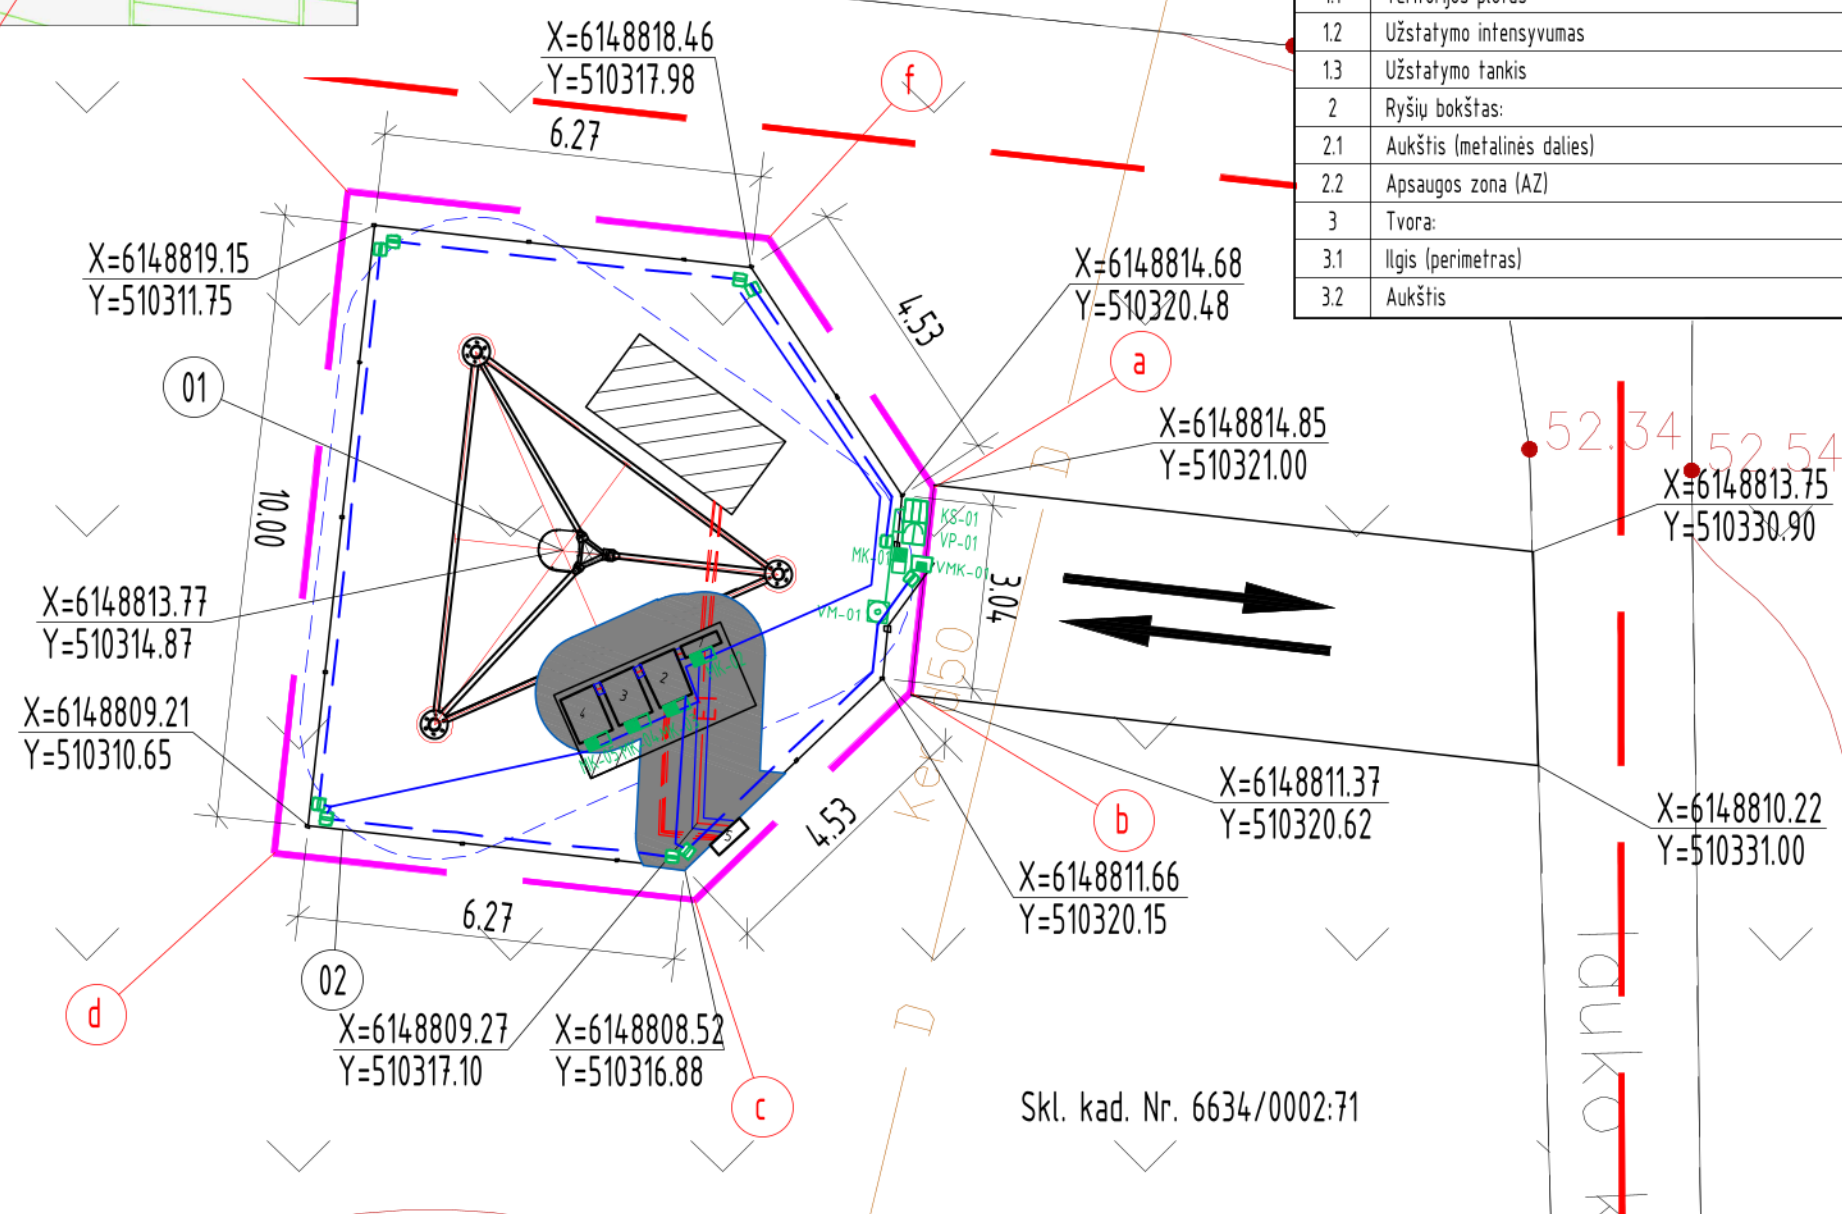 1.2 Užstatymo intensyvumas
1.3 Užstatymo tankis
2 Ryšių bokštas:
2.1 Aukštis (metalinės dalies)
2.2 Apsaugos zona (AZ)
3 Tvora:
3.1 Ilgis (perimetras)
3.2 Aukštis
X=6148818.46
Y=510317.98
f
6.27
X=6148819.15
Y=510311.75
X=6148814.68
Y=510320.48
4.53
a
01
X=6148814.85
Y=510321.00
D
52.34
52.54
X=6148813.75
Y=510330.90
10.00
KS-01
VP-01
MK-01
VMK-01
3.04
VM-01
X=6148813.77
Y=510314.87
2
3
4
X=6148809.21
Y=510310.65
X=6148811.37
Y=510320.62
b
4.53
5
X=6148810.22
Y=510331.00
X=6148811.66
Y=510320.15
6.27
02
d
X=6148809.27
Y=510317.10
X=6148808.52
Y=510316.88
D
c
Skl. kad. Nr. 6634/0002:71
lauko k